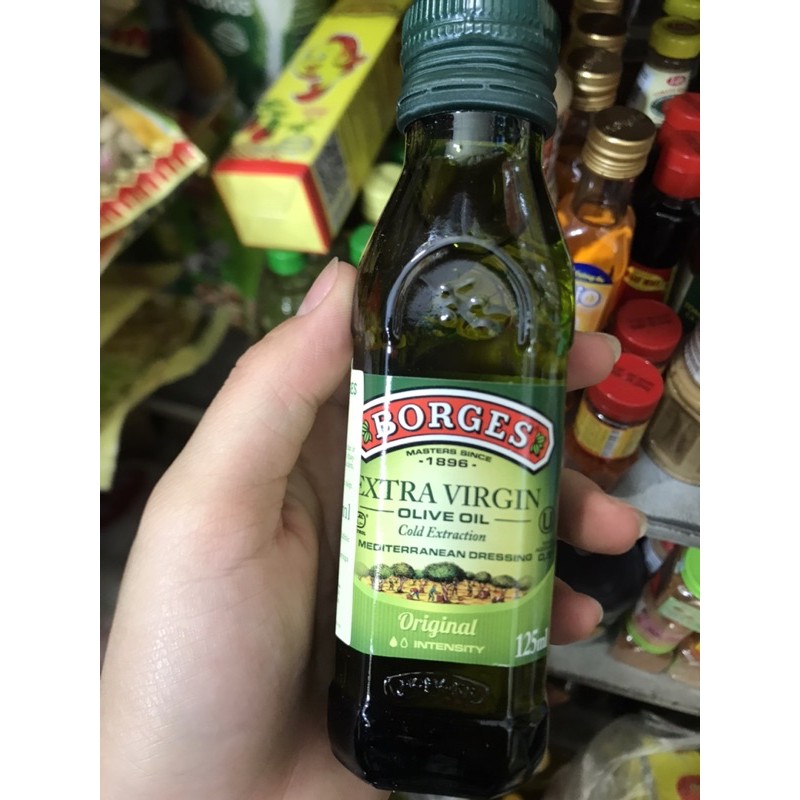 BORGES
MASTERS SINCE
- 1896 -
EXTRA VIRGIN
OLIVE OIL
Cold Extraction
MEDITERRANEAN DRESSING
Original
INTENSITY
125ml